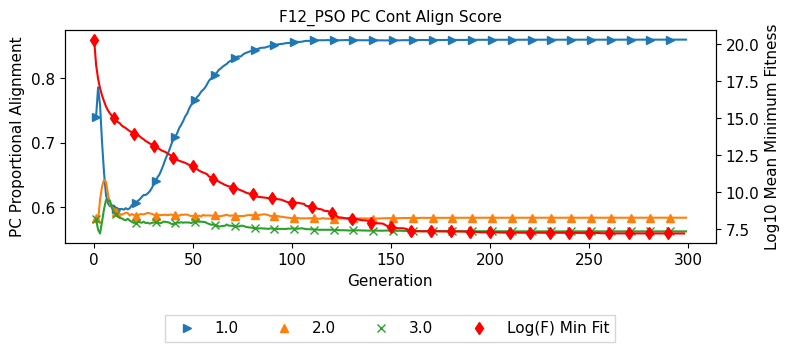 F12_PSO PC Cont Align Score
PC Proportional Alignment
0.8
0.7
0.6
20.0
17.5
15.0
12.5
10.0
7.5
Log10 Mean Minimum Fitness
0 50 100 150 200 250 300
Generation
1.0 2.0 3.0 Log(F) Min Fit